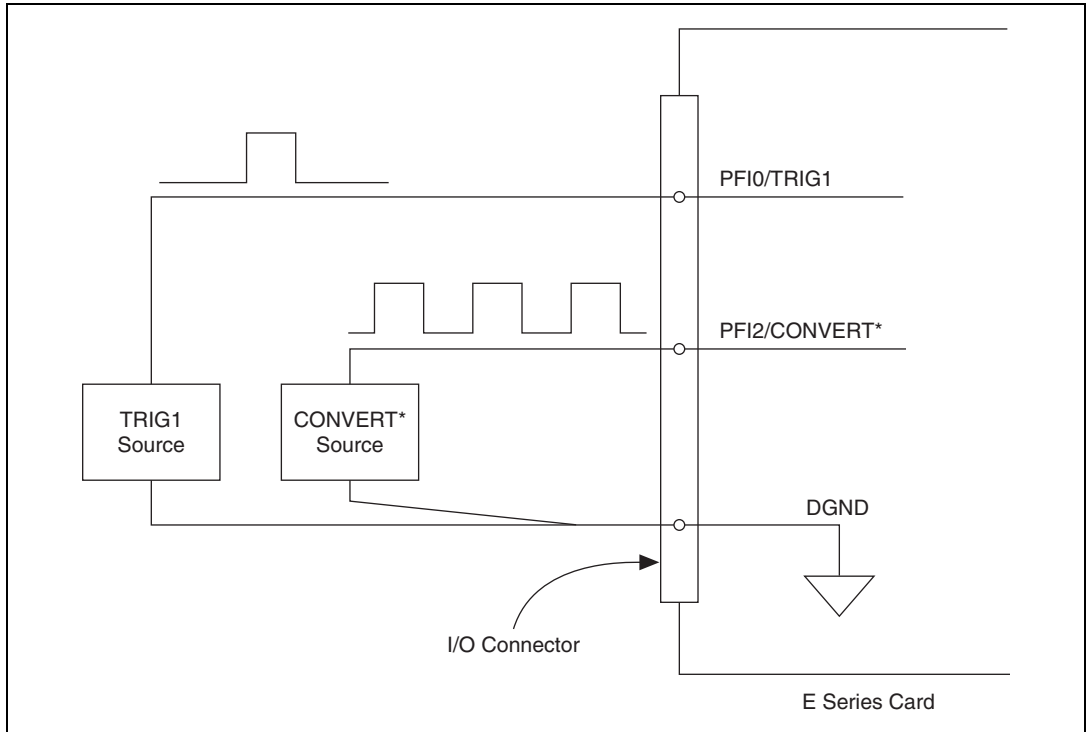 PFI0/TRIG1
PFI2/CONVERT*
TRIG1
Source
CONVERT*
Source
DGND
I/O Connector
E Series Card